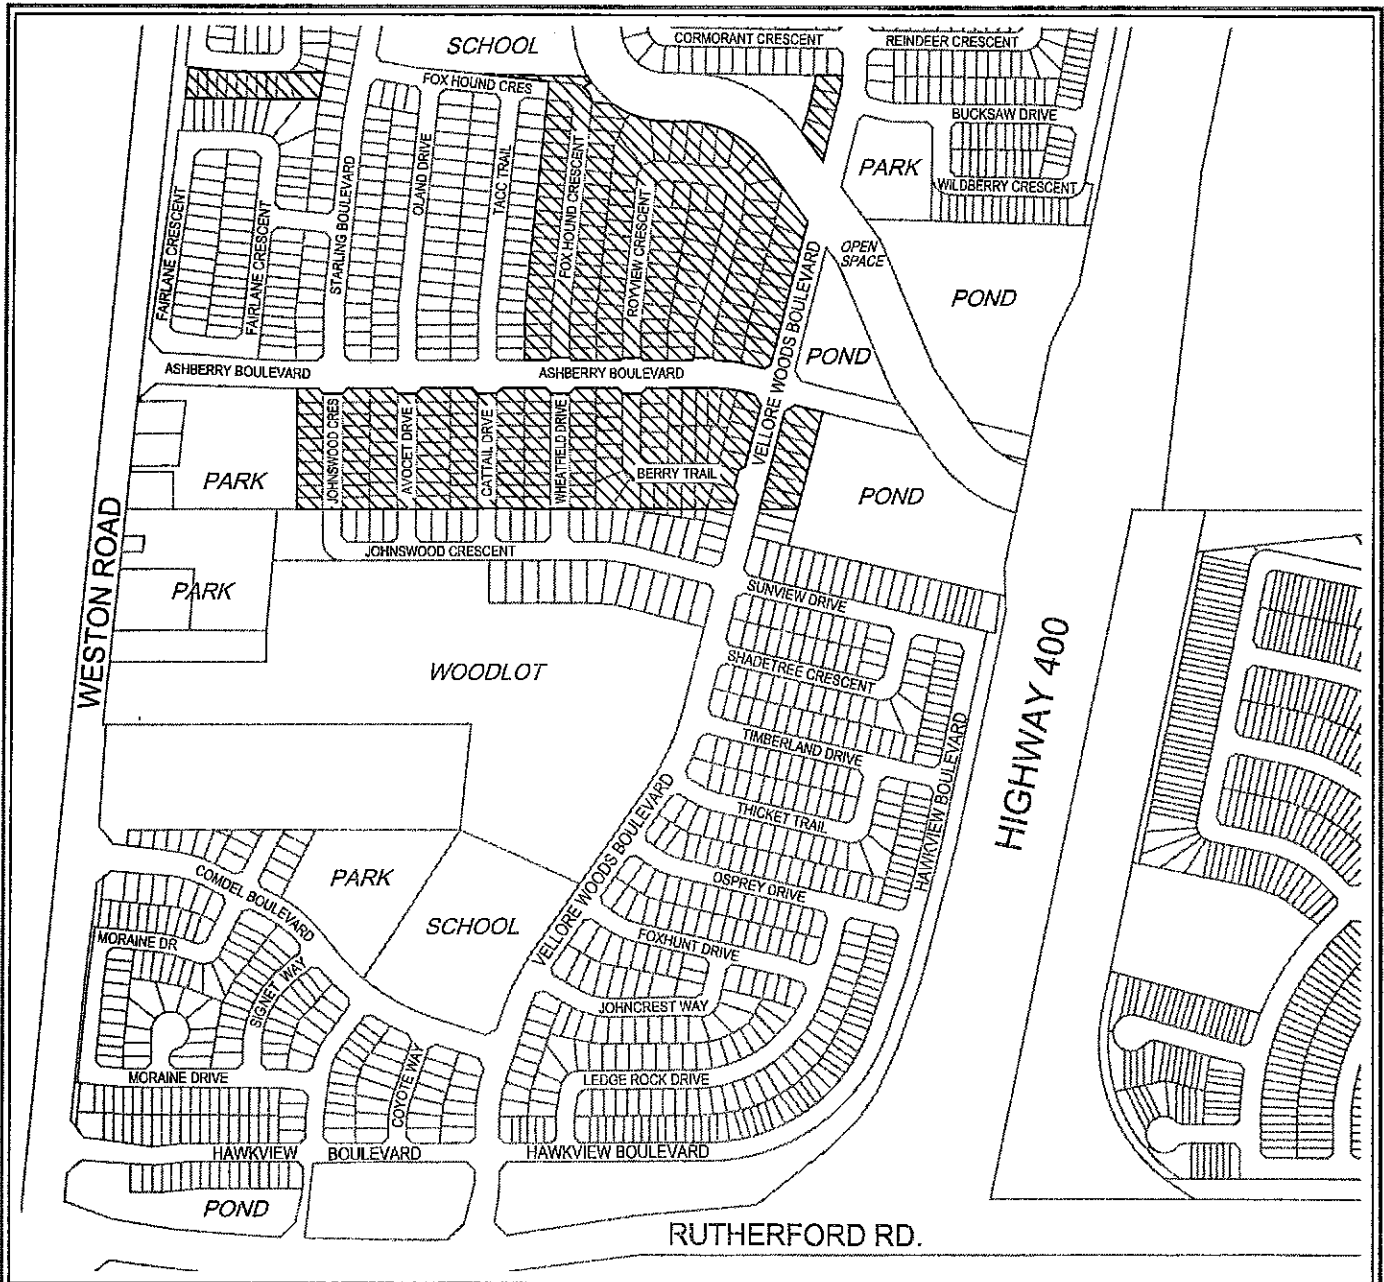 SCHOOL
CORMORANT CRESCENT
REINDEER CRESCENT
FOX HOUND CRES
BUCKSAW DRIVE
PARK
WILDBERRY CRESCENT
FAIRLANE CRESCENT
FAIRLANE CRESCENT
STARLING BOULEVARD
OLAND DRIVE
TACC TRAIL
FOX HOUND CRESCENT
ROYVIEW CRESCENT
VELLORE WOODS BOULEVARD
OPEN
SPACE
POND
POND
ASHBERRY BOULEVARD
ASHBERRY BOULEVARD
JOHNSWOOD CRES
AVOCET DRVE
CATTAIL DRVE
WHEATFIELD DRIVE
BERRY TRAIL
PARK
POND
WESTON ROAD
JOHNSWOOD CRESCENT
PARK
SUNVIEW DRIVE
HIGHWAY 400
WOODLOT
SHADETREE CRESCENT
TIMBERLAND DRIVE
HAWKVIEW BOULEVARD
VELLORE WOODS BOULEVARD
THICKET TRAIL
OSPREY DRIVE
COMDEL BOULEVARD
PARK
SCHOOL
FOXHUNT DRIVE
MORAINE DR
SIGNET WAY
JOHNCREST WAY
MORAINE DRIVE
COYOTE WAY
LEDGE ROCK DRIVE
HAWKVIEW BOULEVARD
HAWKVIEW BOULEVARD
POND
RUTHERFORD RD.